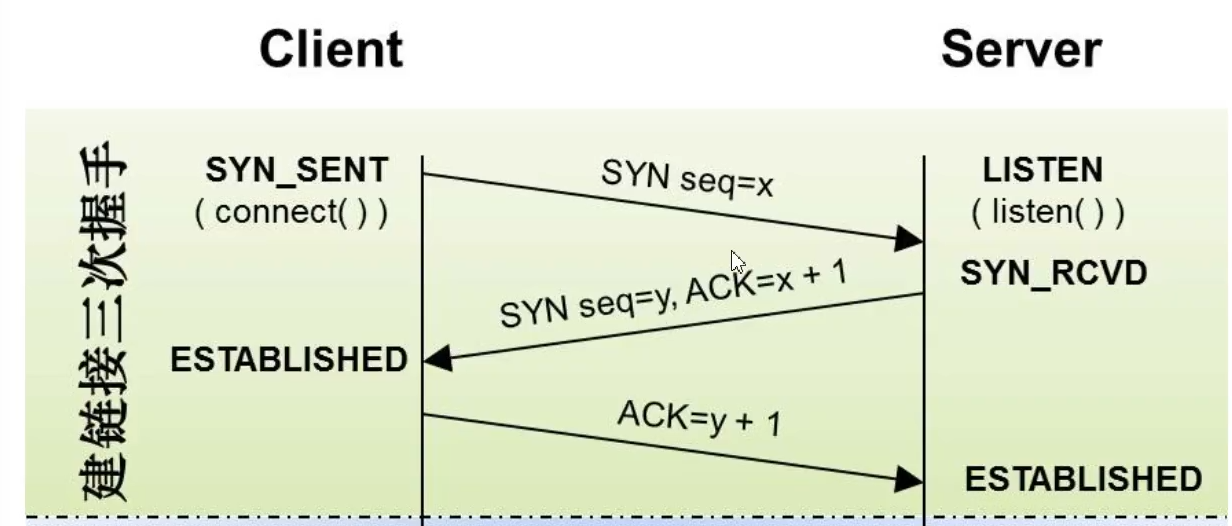 Client
Server
建链接三次握手
SYN_SENT
( connect( ) )
SYN seq=x
LISTEN
( listen( ) )
SYN_RCVD
SYN seq=y, ACK=x + 1
ESTABLISHED
ACK=y + 1
ESTABLISHED